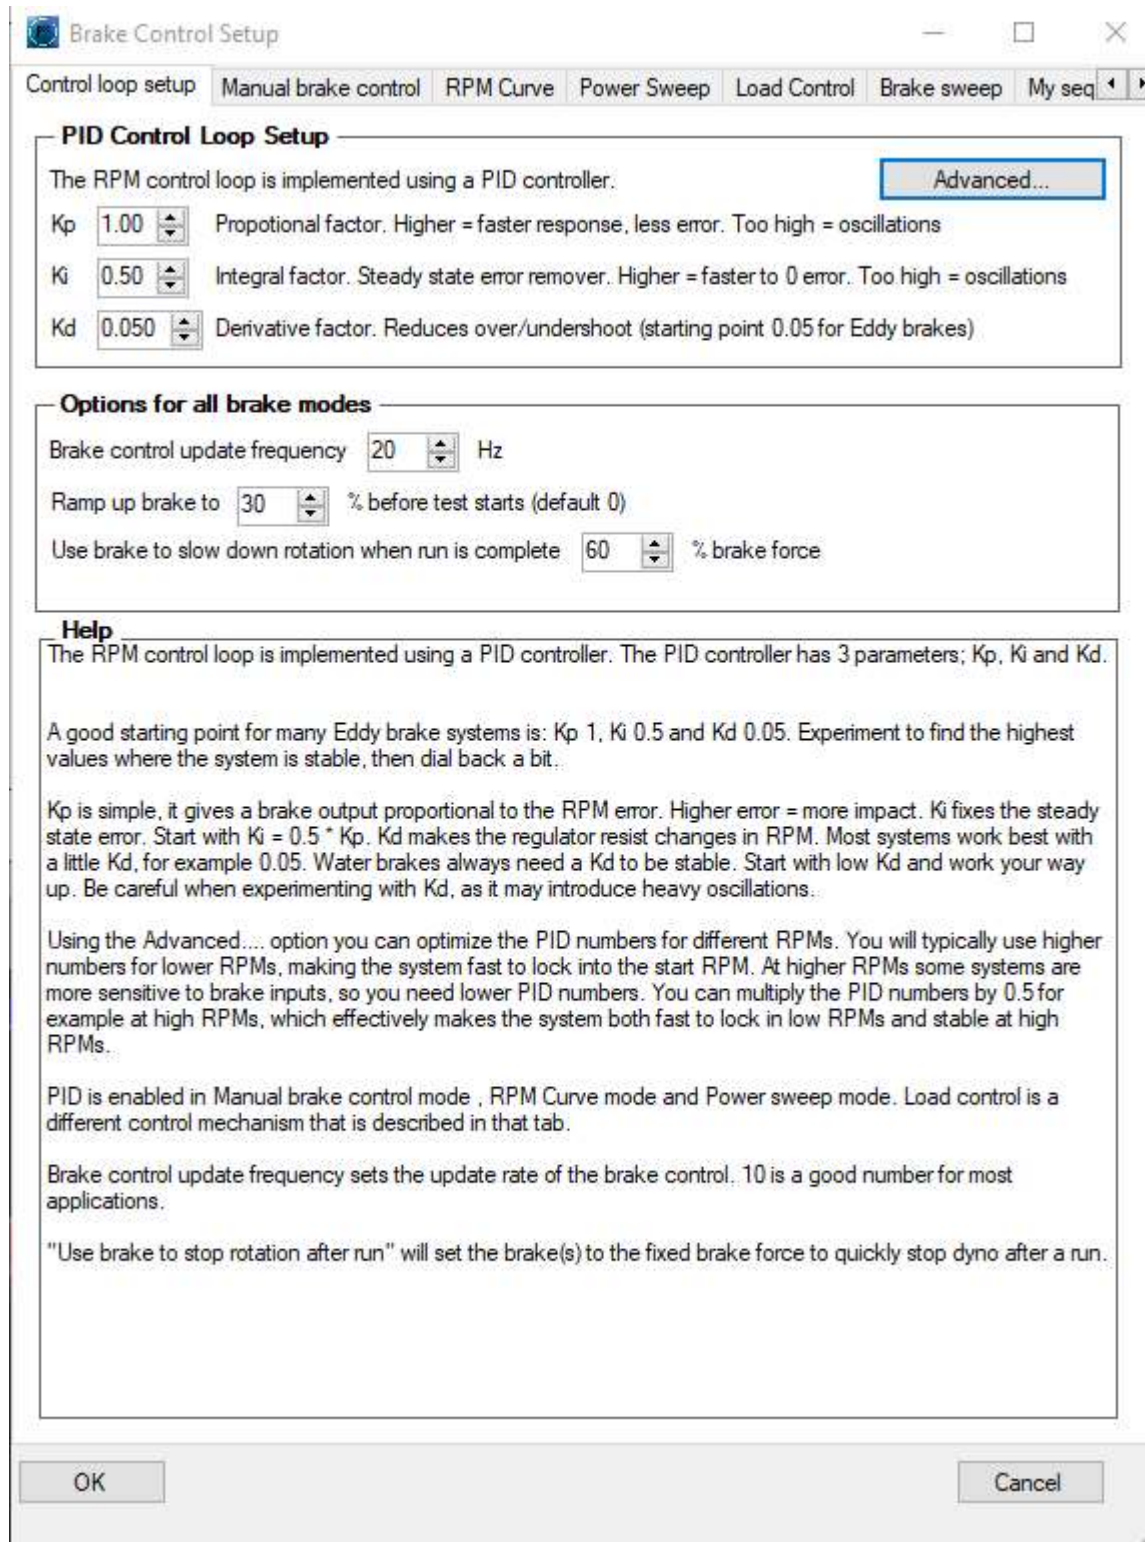 Brake Control Setup
Control loop setup Manual brake control RPM Curve Power Sweep Load Control Brake sweep My seq
PID Control Loop Setup
The RPM control loop is implemented using a PID controller. Advanced...
Kp 1.00 Propotional factor. Higher = faster response, less error. Too high = oscillations
Ki 0.50 Integral factor. Steady state error remover. Higher = faster to 0 error. Too high = oscillations
Kd 0.050 Derivative factor. Reduces over/undershoot (starting point 0.05 for Eddy brakes)
Options for all brake modes
Brake control update frequency 20 Hz
Ramp up brake to 30 % before test starts (default 0)
Use brake to slow down rotation when run is complete 60 % brake force
Help
The RPM control loop is implemented using a PID controller. The PID controller has 3 parameters; Kp, Ki and Kd.
A good starting point for many Eddy brake systems is: Kp 1, Ki 0.5 and Kd 0.05. Experiment to find the highest
values where the system is stable, then dial back a bit.
Kp is simple, it gives a brake output proportional to the RPM error. Higher error = more impact. Ki fixes the steady
state error. Start with Ki = 0.5 * Kp. Kd makes the regulator resist changes in RPM. Most systems work best with
a little Kd, for example 0.05. Water brakes always need a Kd to be stable. Start with low Kd and work your way
up. Be careful when experimenting with Kd, as it may introduce heavy oscillations.
Using the Advanced.... option you can optimize the PID numbers for different RPMs. You will typically use higher
numbers for lower RPMs, making the system fast to lock into the start RPM. At higher RPMs some systems are
more sensitive to brake inputs, so you need lower PID numbers. You can multiply the PID numbers by 0.5 for
example at high RPMs, which effectively makes the system both fast to lock in low RPMs and stable at high
RPMs.
PID is enabled in Manual brake control mode , RPM Curve mode and Power sweep mode. Load control is a
different control mechanism that is described in that tab.
Brake control update frequency sets the update rate of the brake control. 10 is a good number for most
applications.
"Use brake to stop rotation after run" will set the brake(s) to the fixed brake force to quickly stop dyno after a run.
OK Cancel